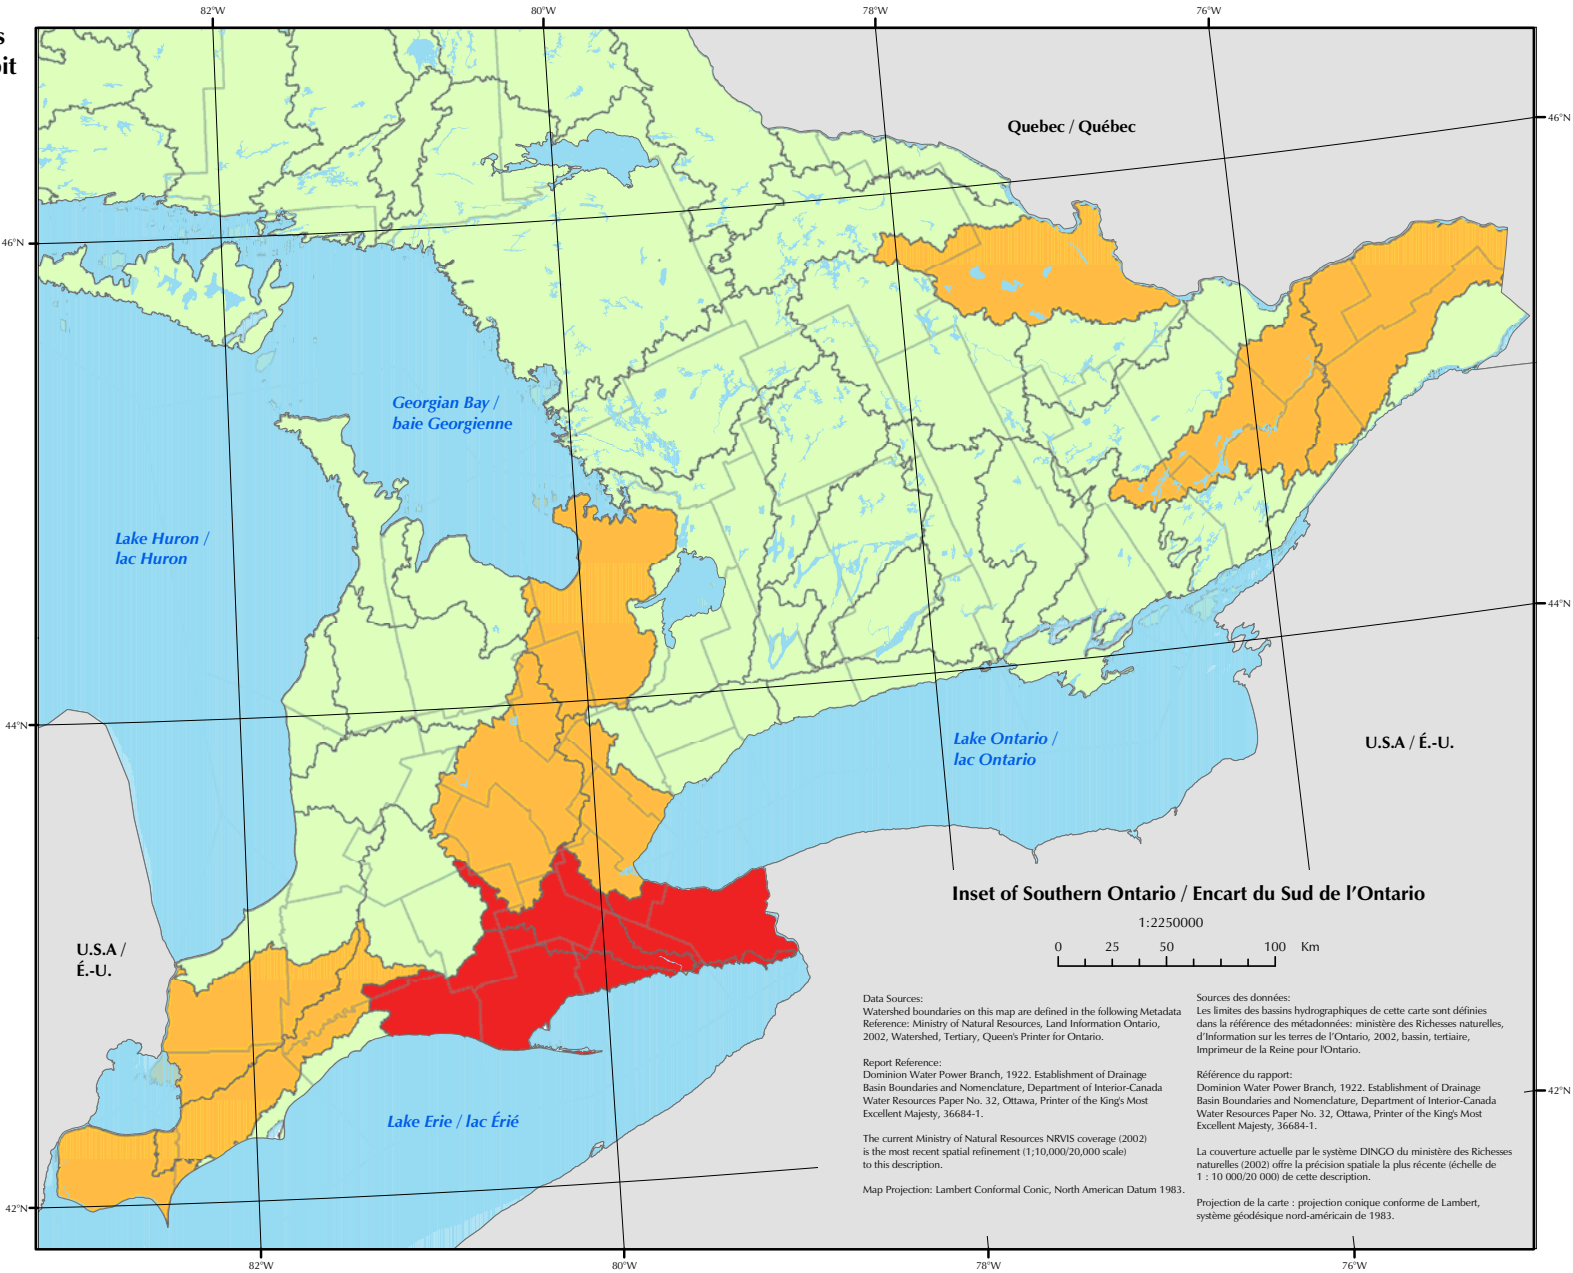 82°W
80°W
78°W
76°W
s
oit
Quebec / Québec
46°N
46°N
Georgian Bay /
baie Georgienne
Lake Huron /
lac Huron
44°N
44°N
Lake Ontario /
lac Ontario
U.S.A / É.-U.
Inset of Southern Ontario / Encart du Sud de l'Ontario
1:2250000
0 25 50 100 Km
U.S.A /
É.-U.
Data Sources:
Watershed boundaries on this map are defined in the following Metadata
Reference: Ministry of Natural Resources, Land Information Ontario,
2002, Watershed, Tertiary, Queen's Printer for Ontario.
Report Reference:
Dominion Water Power Branch, 1922. Establishment of Drainage
Basin Boundaries and Nomenclature, Department of Interior-Canada
Water Resources Paper No. 32, Ottawa, Printer of the King's Most
Excellent Majesty, 36684-1.
The current Ministry of Natural Resources NRVIS coverage (2002)
is the most recent spatial refinement (1;10,000/20,000 scale)
to this description.
Map Projection: Lambert Conformal Conic, North American Datum 1983.
Sources des données:
Les limites des bassins hydrographiques de cette carte sont définies
dans la référence des métadonnées: ministère des Richesses naturelles,
d'Information sur les terres de l'Ontario, 2002, bassin, tertiaire,
Imprimeur de la Reine pour l'Ontario.
Référence du rapport:
Dominion Water Power Branch, 1922. Establishment of Drainage
Basin Boundaries and Nomenclature, Department of Interior-Canada
Water Resources Paper No. 32, Ottawa, Printer of the King's Most
Excellent Majesty, 36684-1.
La couverture actuelle par le système DINGO du ministère des Richesses
naturelles (2002) offre la précision spatiale la plus récente (échelle de
1 : 10 000/20 000) de cette description.
Projection de la carte : projection conique conforme de Lambert,
système géodésique nord-américain de 1983.
Lake Erie / lac Érié
42°N
42°N
82°W
80°W
78°W
76°W